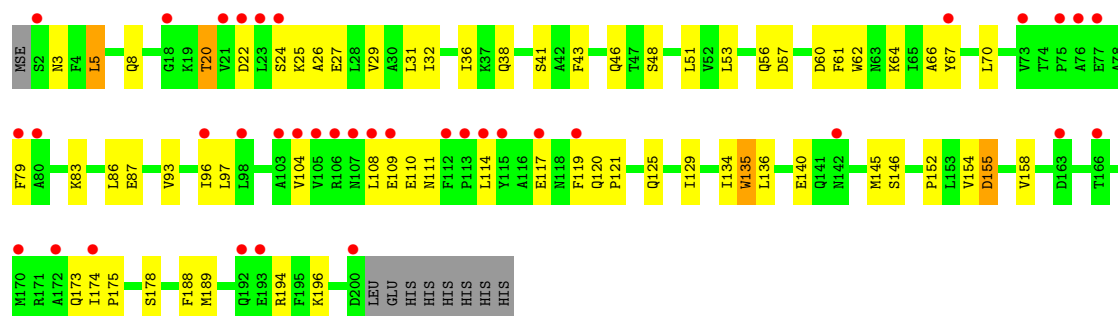 MSE S2 N3 F4 L5 Q8 G18 K19 T20 V21 D22 L23 S24 K25 A26 E27 L28 V29 A30 L31 I32 I36 K37 Q38 S41 A42 F43 Q46 T47 S48 L51 V52 L53 Q56 D57 D60 F61 W62 N63 K64 I65 A66 Y67 L70 V73 T74 P75 A76 E77 A78
F79 A80 K83 L86 E87 V93 I96 L97 L98 A103 V104 V105 R106 N107 L108 E109 E110 N111 F112 P113 L114 Y115 A116 E117 N118 F119 Q120 P121 Q125 I129 I134 W135 L136 E140 Q141 N142 M145 S146 P152 L153 V154 D155 V158 D163 T166
M170 R171 A172 Q173 I174 P175 S178 F188 M189 Q192 E193 R194 F195 K196 D200 LEU GLU HIS HIS HIS HIS HIS HIS